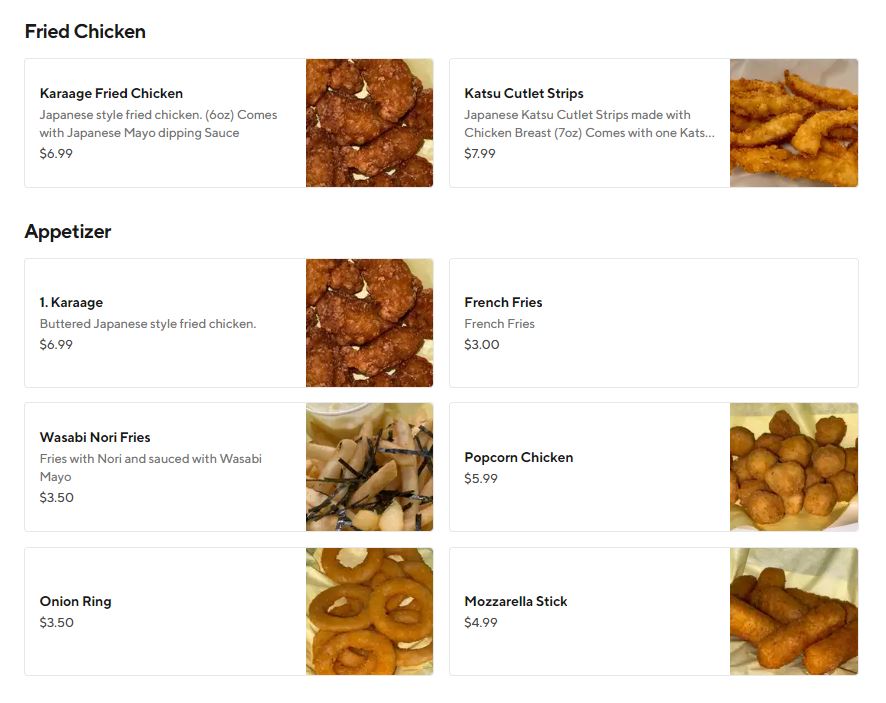 Fried Chicken
Karaage Fried Chicken
Japanese style fried chicken. (6oz) Comes
with Japanese Mayo dipping Sauce
$6.99
Katsu Cutlet Strips
Japanese Katsu Cutlet Strips made with
Chicken Breast (7oz) Comes with one Kats...
$7.99
Appetizer
1. Karaage
Buttered Japanese style fried chicken.
$6.99
French Fries
French Fries
$3.00
Wasabi Nori Fries
Fries with Nori and sauced with Wasabi
Mayo
$3.50
Popcorn Chicken
$5.99
Onion Ring
$3.50
Mozzarella Stick
$4.99